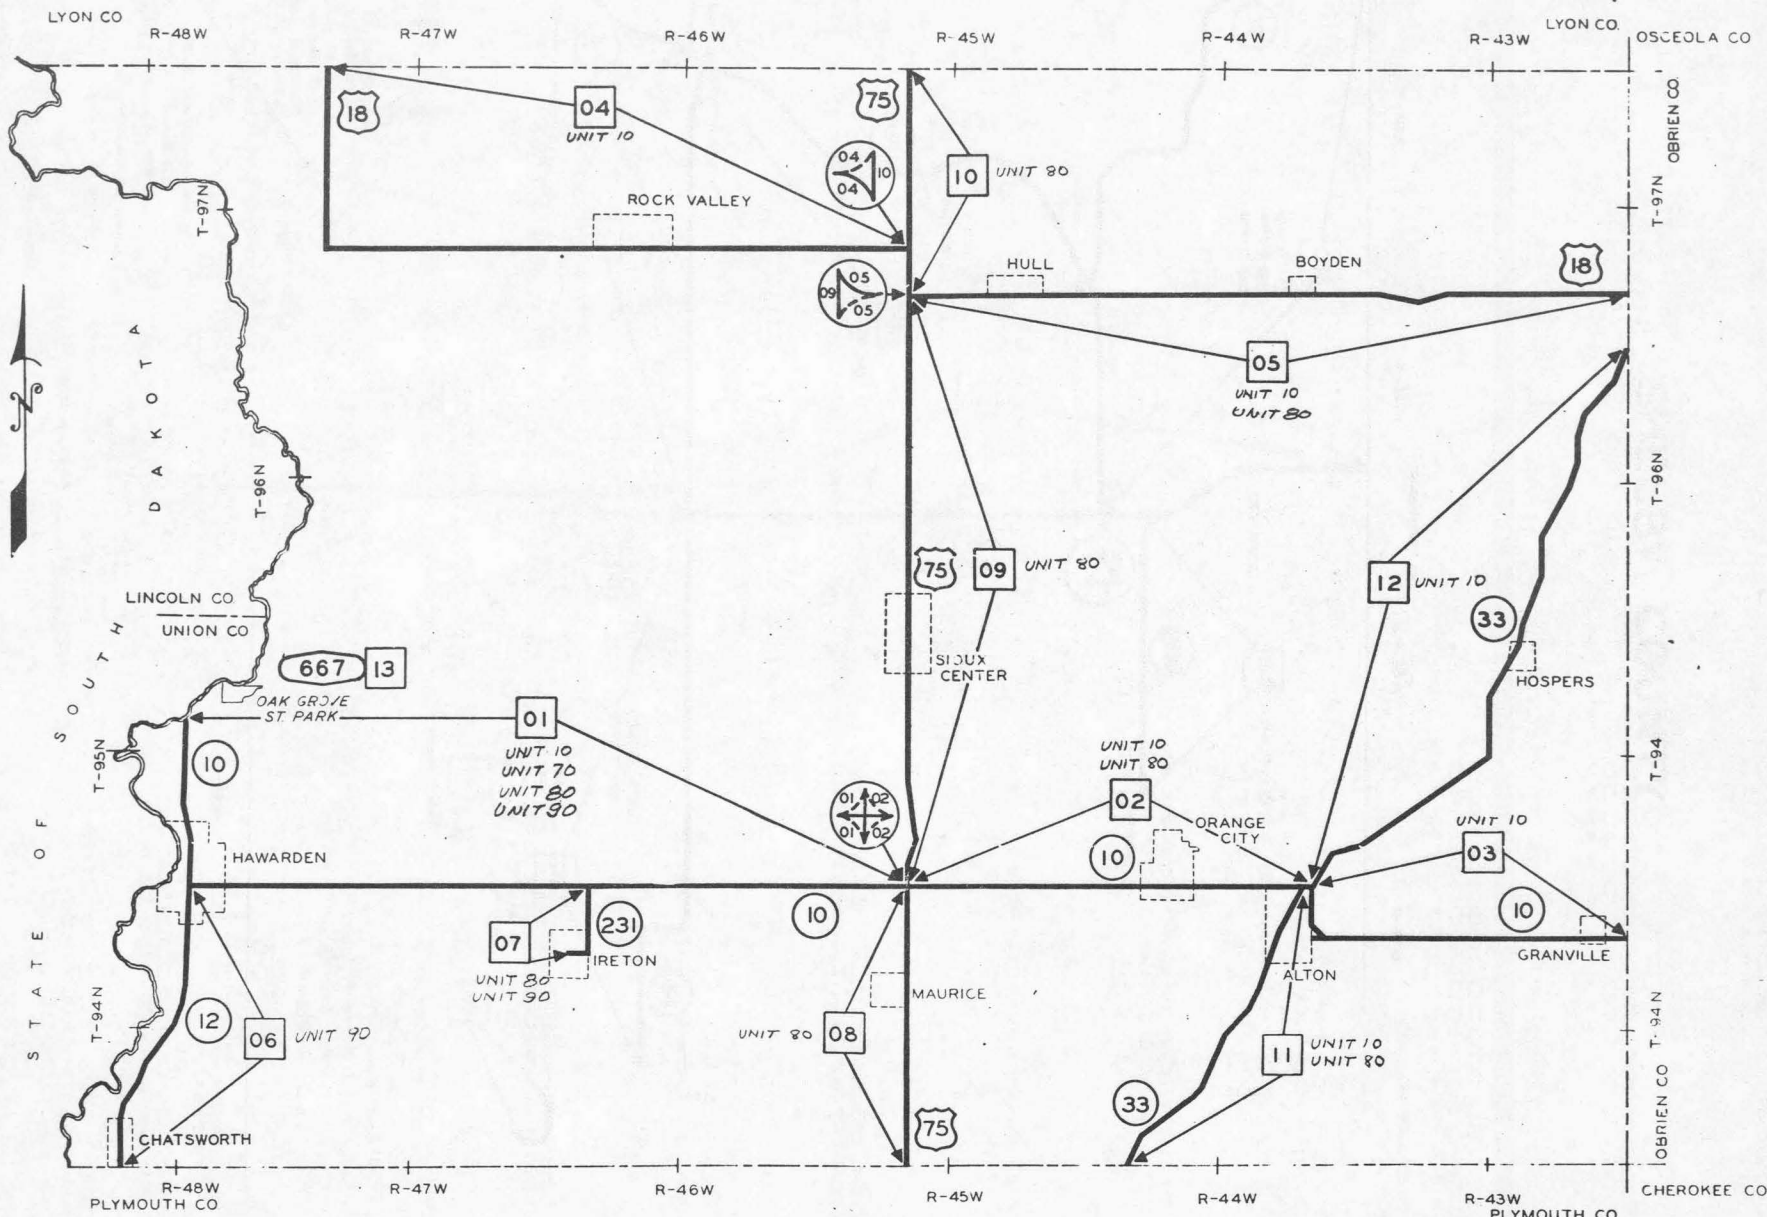 LYON CO
LYON CO.
OSCEOLA CO
R-48W
R-47W
R-46W
R-45W
R-44W
R-43W
OBRIEN CO.
18
04
UNIT 10
75
04
10
04
10
UNIT 80
T-97N
T-97N
ROCK VALLEY
HULL
BOYDEN
18
05
09
05
05
UNIT 10
UNIT 80
T-96N
T-96N
STATE OF SOUTH DAKOTA
75
09
UNIT 80
12
UNIT 10
33
LINCOLN CO.
UNION CO
667
13
OAK GROVE
ST. PARK
SIOUX
CENTER
HOSPERS
01
UNIT 10
UNIT 70
UNIT 80
UNIT 90
10
T-95N
T-94
01
02
01
02
UNIT 10
UNIT 80
02
ORANGE
CITY
10
UNIT 10
03
HAWARDEN
10
10
GRANVILLE
07
UNIT 80
UNIT 90
231
IRETON
ALTON
MAURICE
T-94N
T-94N
12
06
UNIT 90
UNIT 80
08
11
UNIT 10
UNIT 80
33
75
CHATSWORTH
OBRIEN CO
R-48W
R-47W
R-46W
R-45W
R-44W
R-43W
CHEROKEE CO
PLYMOUTH CO
PLYMOUTH CO